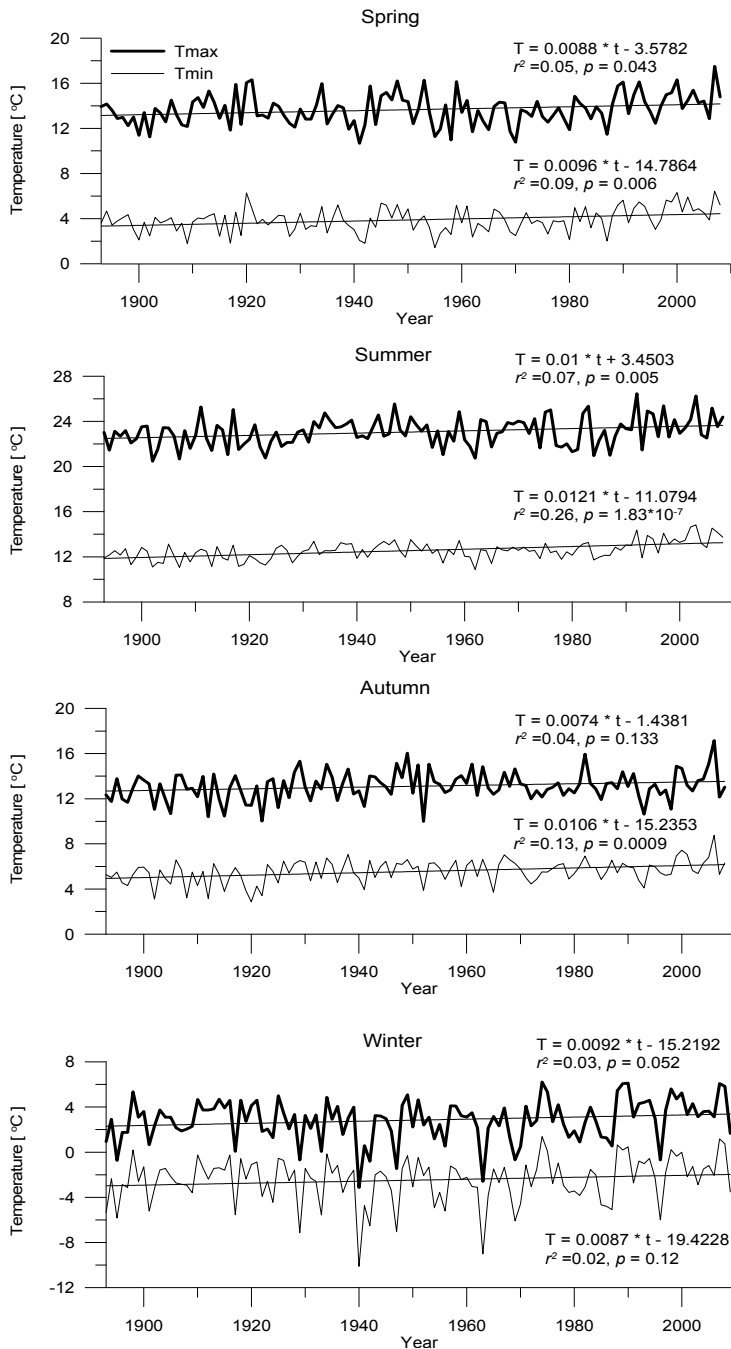 Spring
Tmax
Tmin
T = 0.0088 * t - 3.5782
r² =0.05, p = 0.043
T = 0.0096 * t - 14.7864
r² =0.09, p = 0.006
Temperature [ °C]
20
16
12
8
4
0
1900 1920 1940 1960 1980 2000
Year
Summer
T = 0.01 * t + 3.4503
r² =0.07, p = 0.005
T = 0.0121 * t - 11.0794
r² =0.26, p = 1.83*10⁻⁷
Temperature [ °C]
28
24
20
16
12
8
1900 1920 1940 1960 1980 2000
Year
Autumn
T = 0.0074 * t - 1.4381
r² =0.04, p = 0.133
T = 0.0106 * t - 15.2353
r² =0.13, p = 0.0009
Temperature [ °C]
20
16
12
8
4
0
1900 1920 1940 1960 1980 2000
Year
Winter
T = 0.0092 * t - 15.2192
r² =0.03, p = 0.052
T = 0.0087 * t - 19.4228
r² =0.02, p = 0.12
Temperature [ °C]
8
4
0
-4
-8
-12
1900 1920 1940 1960 1980 2000
Year